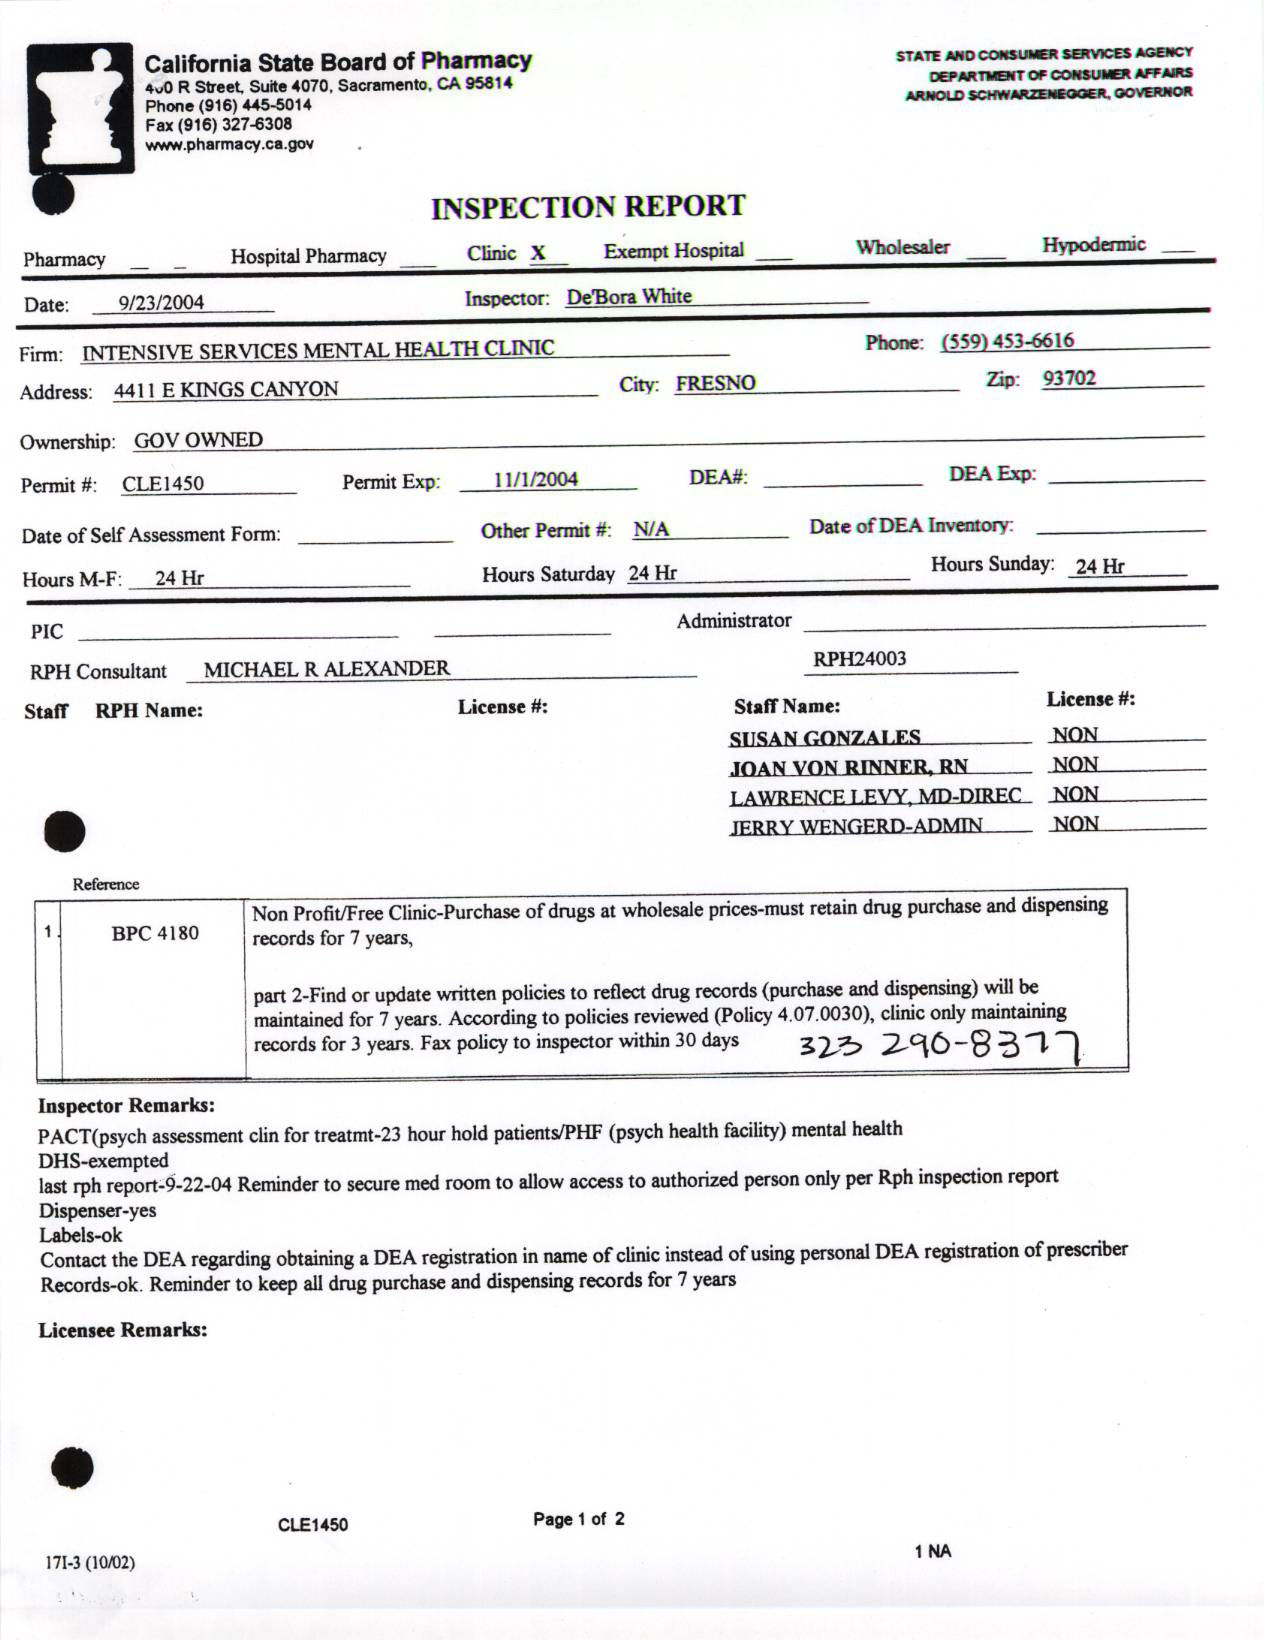 California State Board of Pharmacy
400 R Street, Suite 4070, Sacramento, CA 95814
Phone (916) 445-5014
Fax (916) 327-6308
www.pharmacy.ca.gov
STATE AND CONSUMER SERVICES AGENCY
DEPARTMENT OF CONSUMER AFFAIRS
ARNOLD SCHWARZENEGGER, GOVERNOR
INSPECTION REPORT
Pharmacy __ _ Hospital Pharmacy ___ Clinic X Exempt Hospital ___ Wholesaler ___ Hypodermic ___
Date: 9/23/2004 Inspector: De'Bora White
Firm: INTENSIVE SERVICES MENTAL HEALTH CLINIC Phone: (559) 453-6616
Address: 4411 E KINGS CANYON City: FRESNO Zip: 93702
Ownership: GOV OWNED
Permit #: CLE1450 Permit Exp: 11/1/2004 DEA#: DEA Exp:
Date of Self Assessment Form: Other Permit #: N/A Date of DEA Inventory:
Hours M-F: 24 Hr Hours Saturday 24 Hr Hours Sunday: 24 Hr
PIC Administrator
RPH Consultant MICHAEL R ALEXANDER RPH24003
Staff RPH Name: License #: Staff Name: License #:
SUSAN GONZALES NON
JOAN VON RINNER, RN NON
LAWRENCE LEVY, MD-DIREC NON
JERRY WENGERD-ADMIN NON
Reference
1. BPC 4180 Non Profit/Free Clinic-Purchase of drugs at wholesale prices-must retain drug purchase and dispensing
records for 7 years,
part 2-Find or update written policies to reflect drug records (purchase and dispensing) will be
maintained for 7 years. According to policies reviewed (Policy 4.07.0030), clinic only maintaining
records for 3 years. Fax policy to inspector within 30 days 323 290-8377
Inspector Remarks:
PACT(psych assessment clin for treatmt-23 hour hold patients/PHF (psych health facility) mental health
DHS-exempted
last rph report-9-22-04 Reminder to secure med room to allow access to authorized person only per Rph inspection report
Dispenser-yes
Labels-ok
Contact the DEA regarding obtaining a DEA registration in name of clinic instead of using personal DEA registration of prescriber
Records-ok. Reminder to keep all drug purchase and dispensing records for 7 years
Licensee Remarks:
CLE1450 Page 1 of 2
1 NA
17I-3 (10/02)